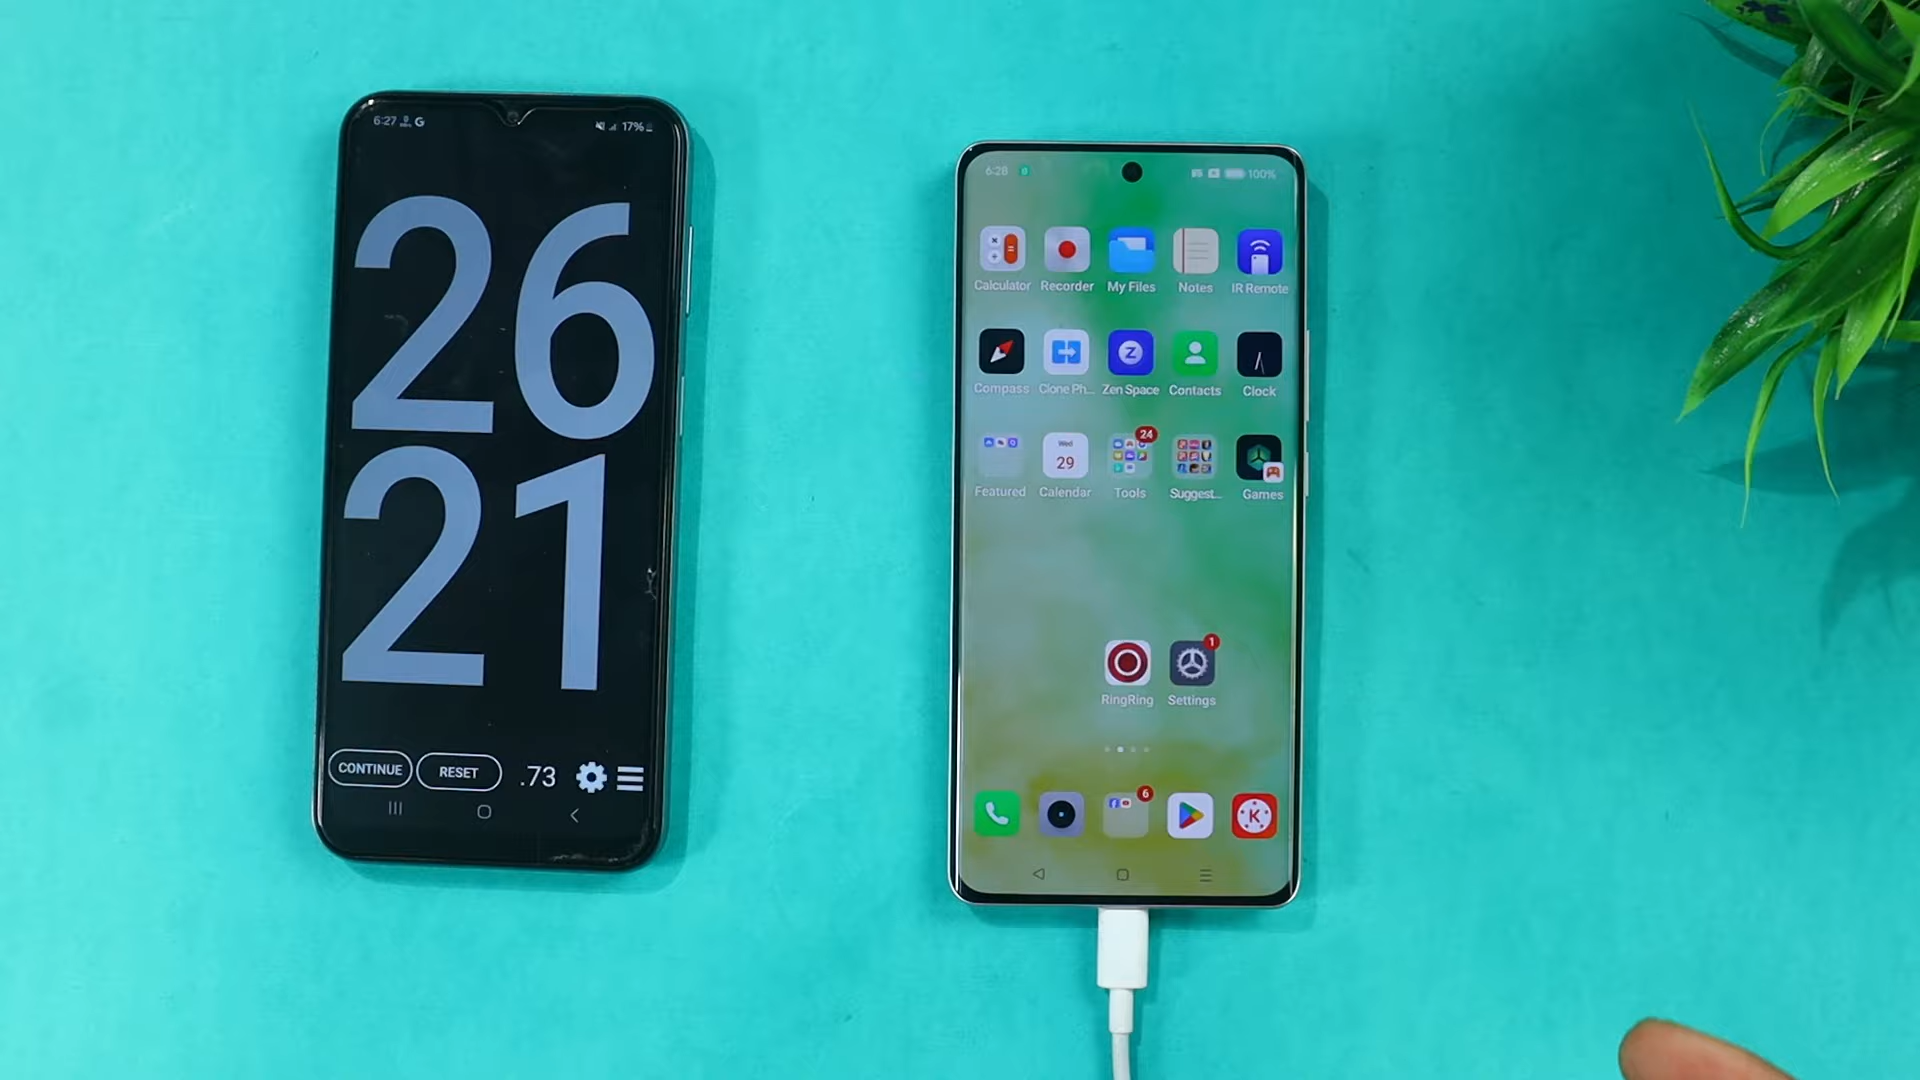 6:27 G
17%
26
21
CONTINUE RESET .73
6:28
100%
Calculator Recorder My Files Notes IR Remote
Compass Clone Ph... Zen Space Contacts Clock
24
Wed
29
Featured Calendar Tools Suggest... Games
1
RingRing Settings
6
K